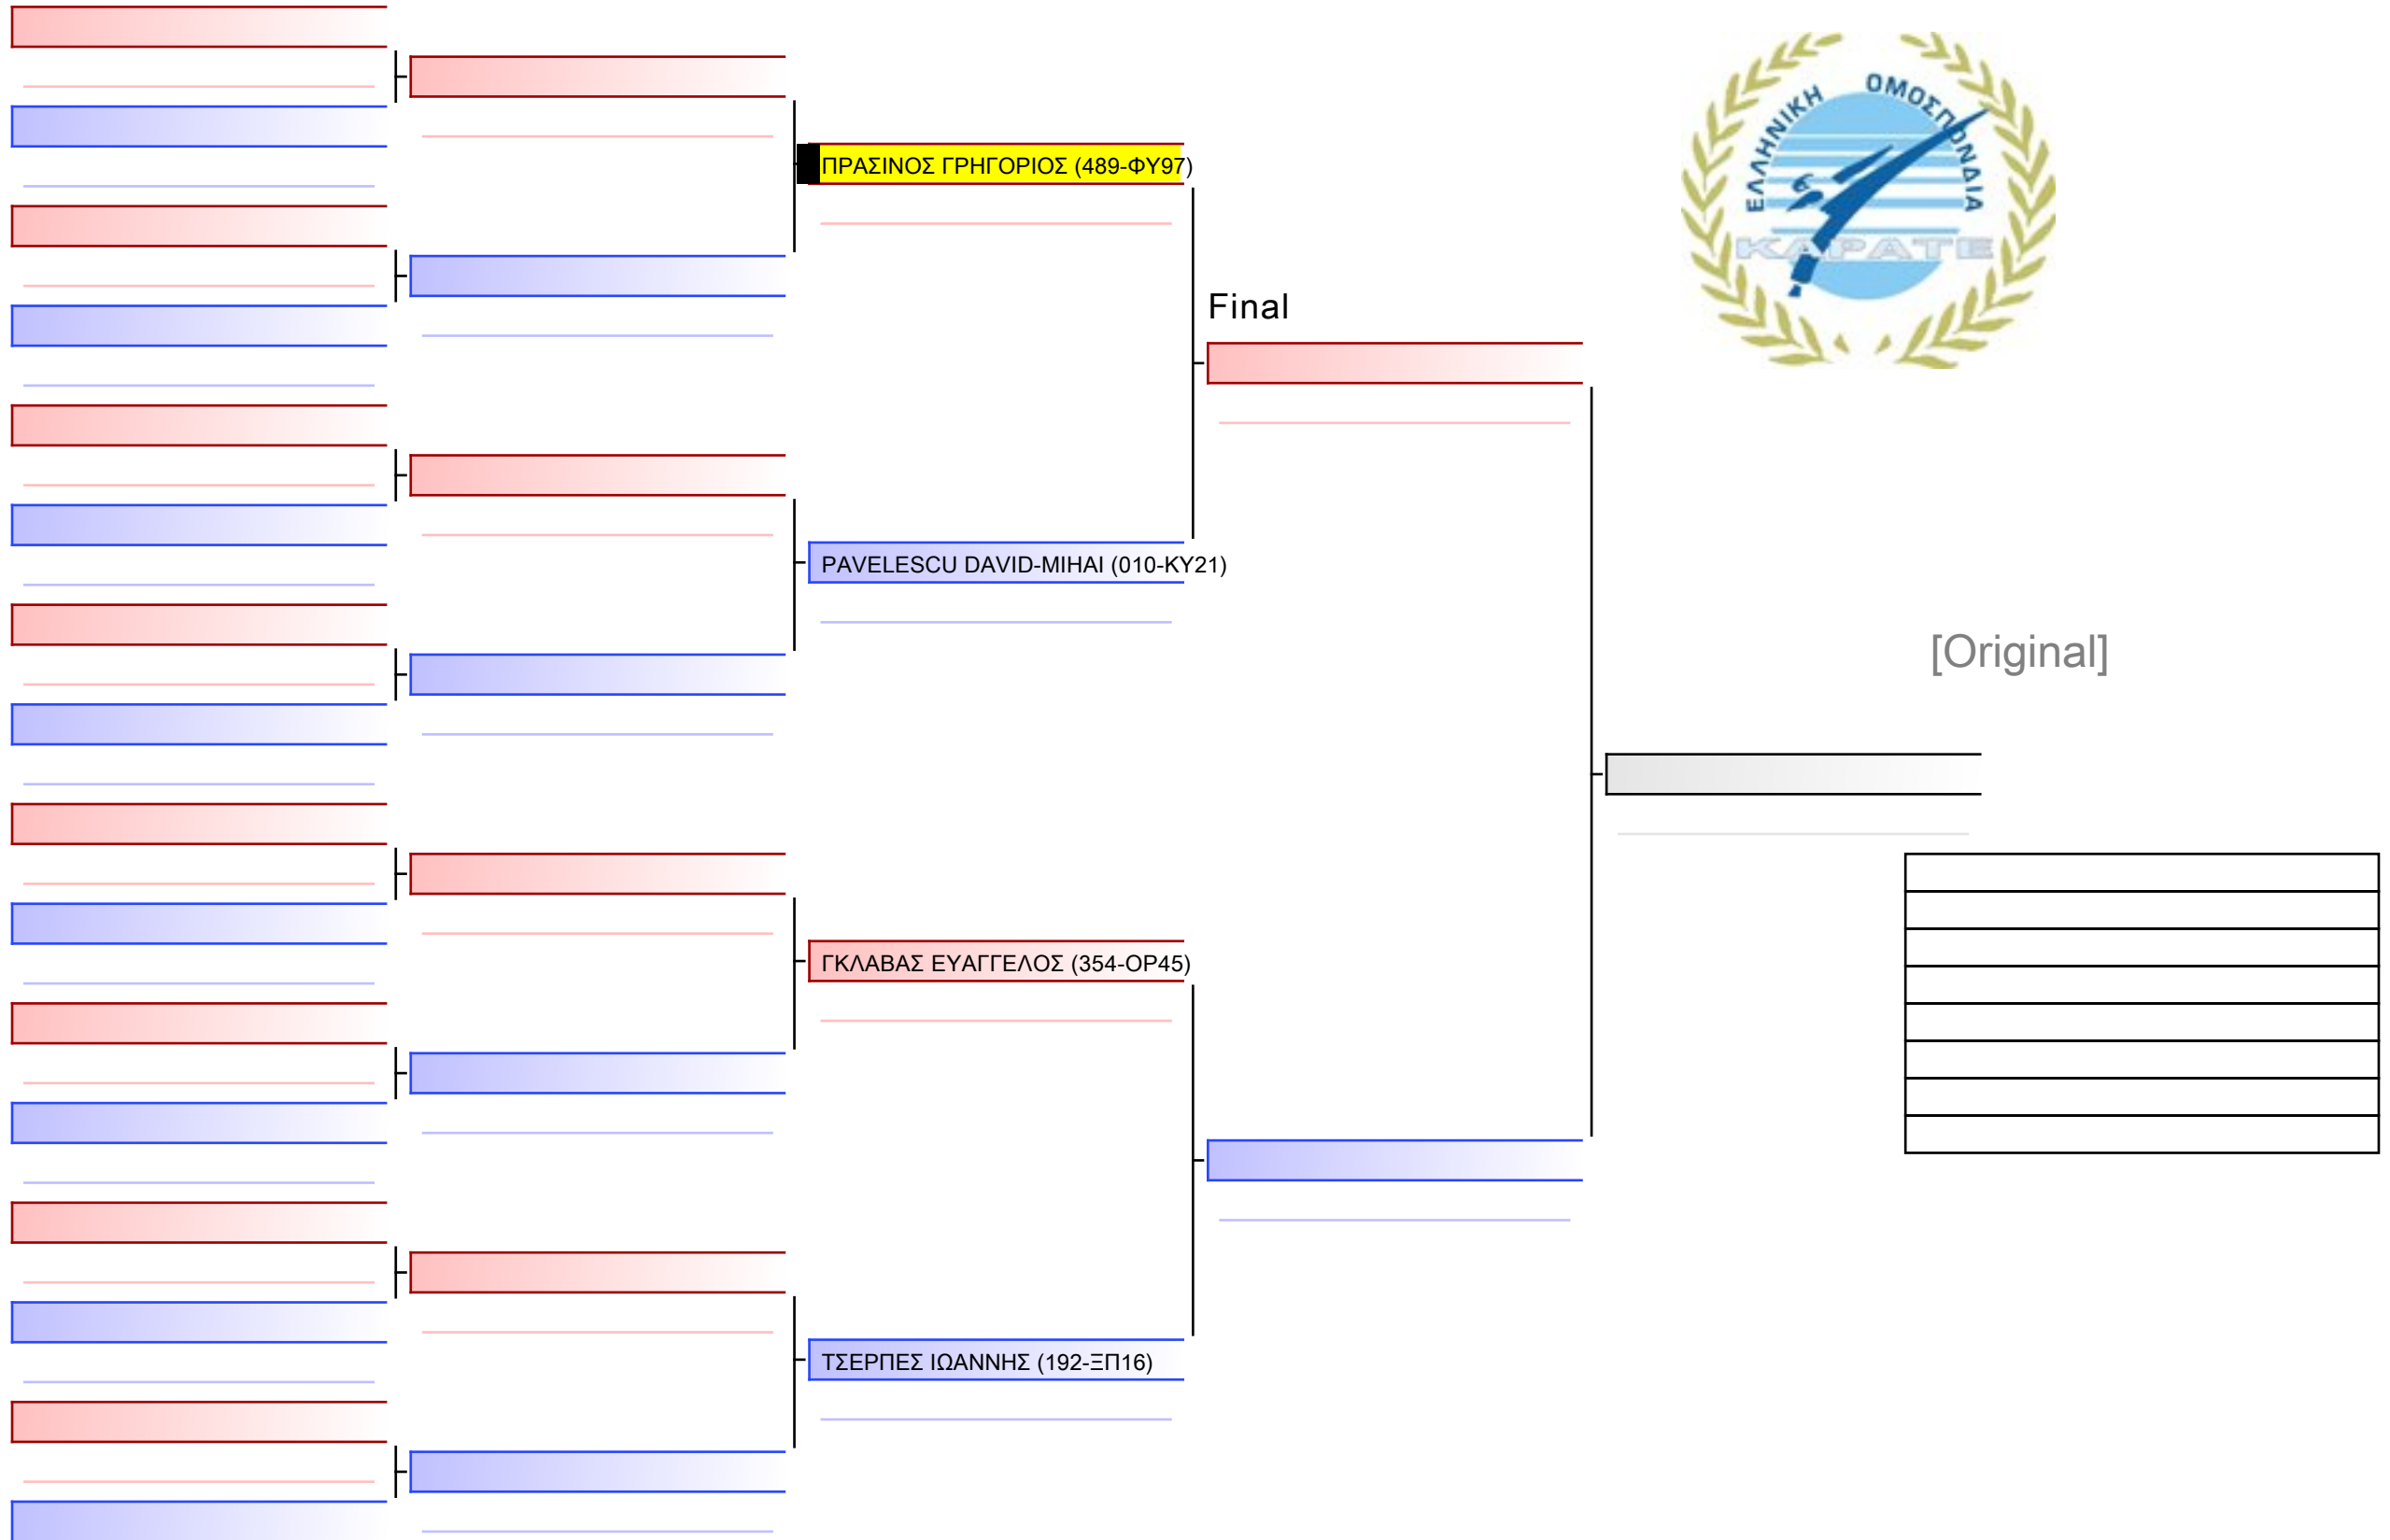 ΕΛΛΗΝΙΚΗ ΟΜΟΣΠΟΝΔΙΑ
ΚΑΡΑΤΕ
ΠΡΑΣΙΝΟΣ ΓΡΗΓΟΡΙΟΣ (489-ΦΥ97)
Final
PAVELESCU DAVID-MIHAI (010-ΚΥ21)
[Original]
ΓΚΛΑΒΑΣ ΕΥΑΓΓΕΛΟΣ (354-ΟΡ45)
ΤΣΕΡΠΕΣ ΙΩΑΝΝΗΣ (192-ΞΠ16)